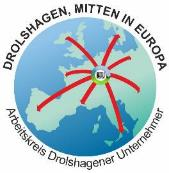 DROLSHAGEN, MITTEN IN EUROPA
Arbeitskreis Drolshagener Unternehmer